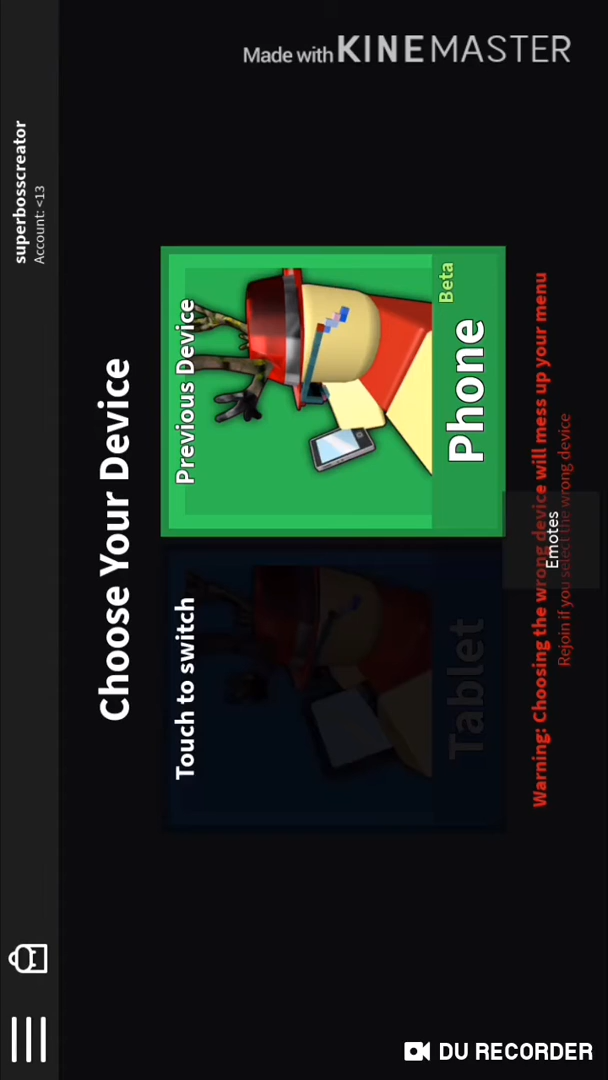 Made with KINEMASTER
superbosscreator
Account: <13
Choose Your Device
Touch to switch
Previous Device
Tablet
Phone
Beta
Warning: Choosing the wrong device will mess up your menu
Emotes
Rejoin if you select the wrong device
DU RECORDER